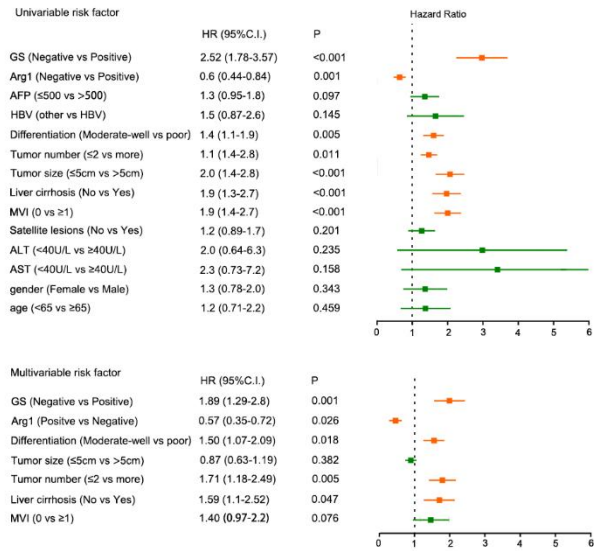 Univariable risk factor Hazard Ratio
HR (95%C.I.) P
GS (Negative vs Positive) 2.52 (1.78-3.57) <0.001
Arg1 (Negative vs Positive) 0.6 (0.44-0.84) 0.001
AFP (≤500 vs >500) 1.3 (0.95-1.8) 0.097
HBV (other vs HBV) 1.5 (0.87-2.6) 0.145
Differentiation (Moderate-well vs poor) 1.4 (1.1-1.9) 0.005
Tumor number (≤2 vs more) 1.1 (1.4-2.8) 0.011
Tumor size (≤5cm vs >5cm) 2.0 (1.4-2.8) <0.001
Liver cirrhosis (No vs Yes) 1.9 (1.3-2.7) <0.001
MVI (0 vs ≥1) 1.9 (1.4-2.7) <0.001
Satellite lesions (No vs Yes) 1.2 (0.89-1.7) 0.201
ALT (<40U/L vs ≥40U/L) 2.0 (0.64-6.3) 0.235
AST (<40U/L vs ≥40U/L) 2.3 (0.73-7.2) 0.158
gender (Female vs Male) 1.3 (0.78-2.0) 0.343
age (<65 vs ≥65) 1.2 (0.71-2.2) 0.459
0 1 2 3 4 5 6
Multivariable risk factor
HR (95%C.I.) P
GS (Negative vs Positive) 1.89 (1.29-2.8) 0.001
Arg1 (Positve vs Negative) 0.57 (0.35-0.72) 0.026
Differentiation (Moderate-well vs poor) 1.50 (1.07-2.09) 0.018
Tumor size (≤5cm vs >5cm) 0.87 (0.63-1.19) 0.382
Tumor number (≤2 vs more) 1.71 (1.18-2.49) 0.005
Liver cirrhosis (No vs Yes) 1.59 (1.1-2.52) 0.047
MVI (0 vs ≥1) 1.40 (0.97-2.2) 0.076
0 1 2 3 4 5 6